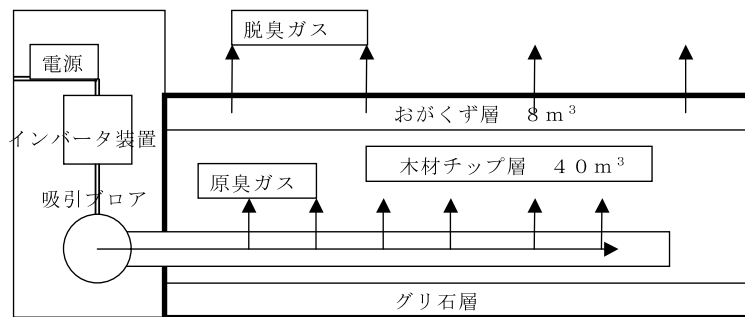 脱臭ガス
電源
おがくず層　８ｍ³
インバータ装置
木材チップ層　４０ｍ³
原臭ガス
吸引ブロア
グリ石層